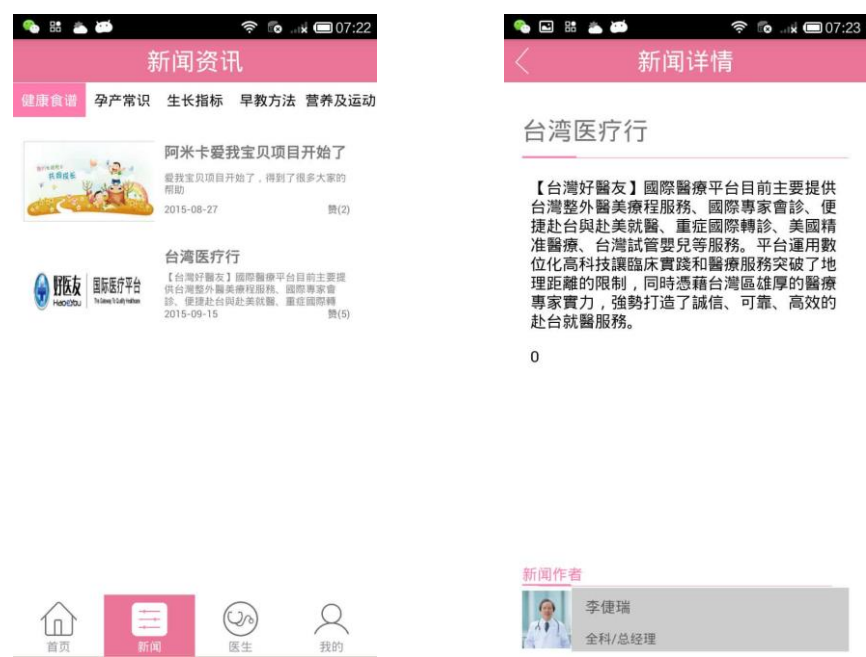 07:22
新闻资讯
健康食谱 孕产常识 生长指标 早教方法 营养及运动
阿米卡爱我宝贝项目开始了
爱我宝贝项目开始了，得到了很多大家的
帮助
2015-08-27 赞(2)
共同成长
台湾医疗行
【台灣好醫友】國際醫療平台目前主要提
供台灣整外醫美療程服務、國際專家會
診、便捷赴台與赴美就醫、重症國際轉
2015-09-15 赞(5)
好医友 国际医疗平台
HaoEyou
首页 新闻 医生 我的
07:23
新闻详情
台湾医疗行
【台灣好醫友】國際醫療平台目前主要提供
台灣整外醫美療程服務、國際專家會診、便
捷赴台與赴美就醫、重症國際轉診、美國精
准醫療、台灣試管嬰兒等服務。平台運用數
位化高科技讓臨床實踐和醫療服務突破了地
理距離的限制，同時憑藉台灣區雄厚的醫療
專家實力，強勢打造了誠信、可靠、高效的
赴台就醫服務。
0
新闻作者
李倢瑞
全科/总经理